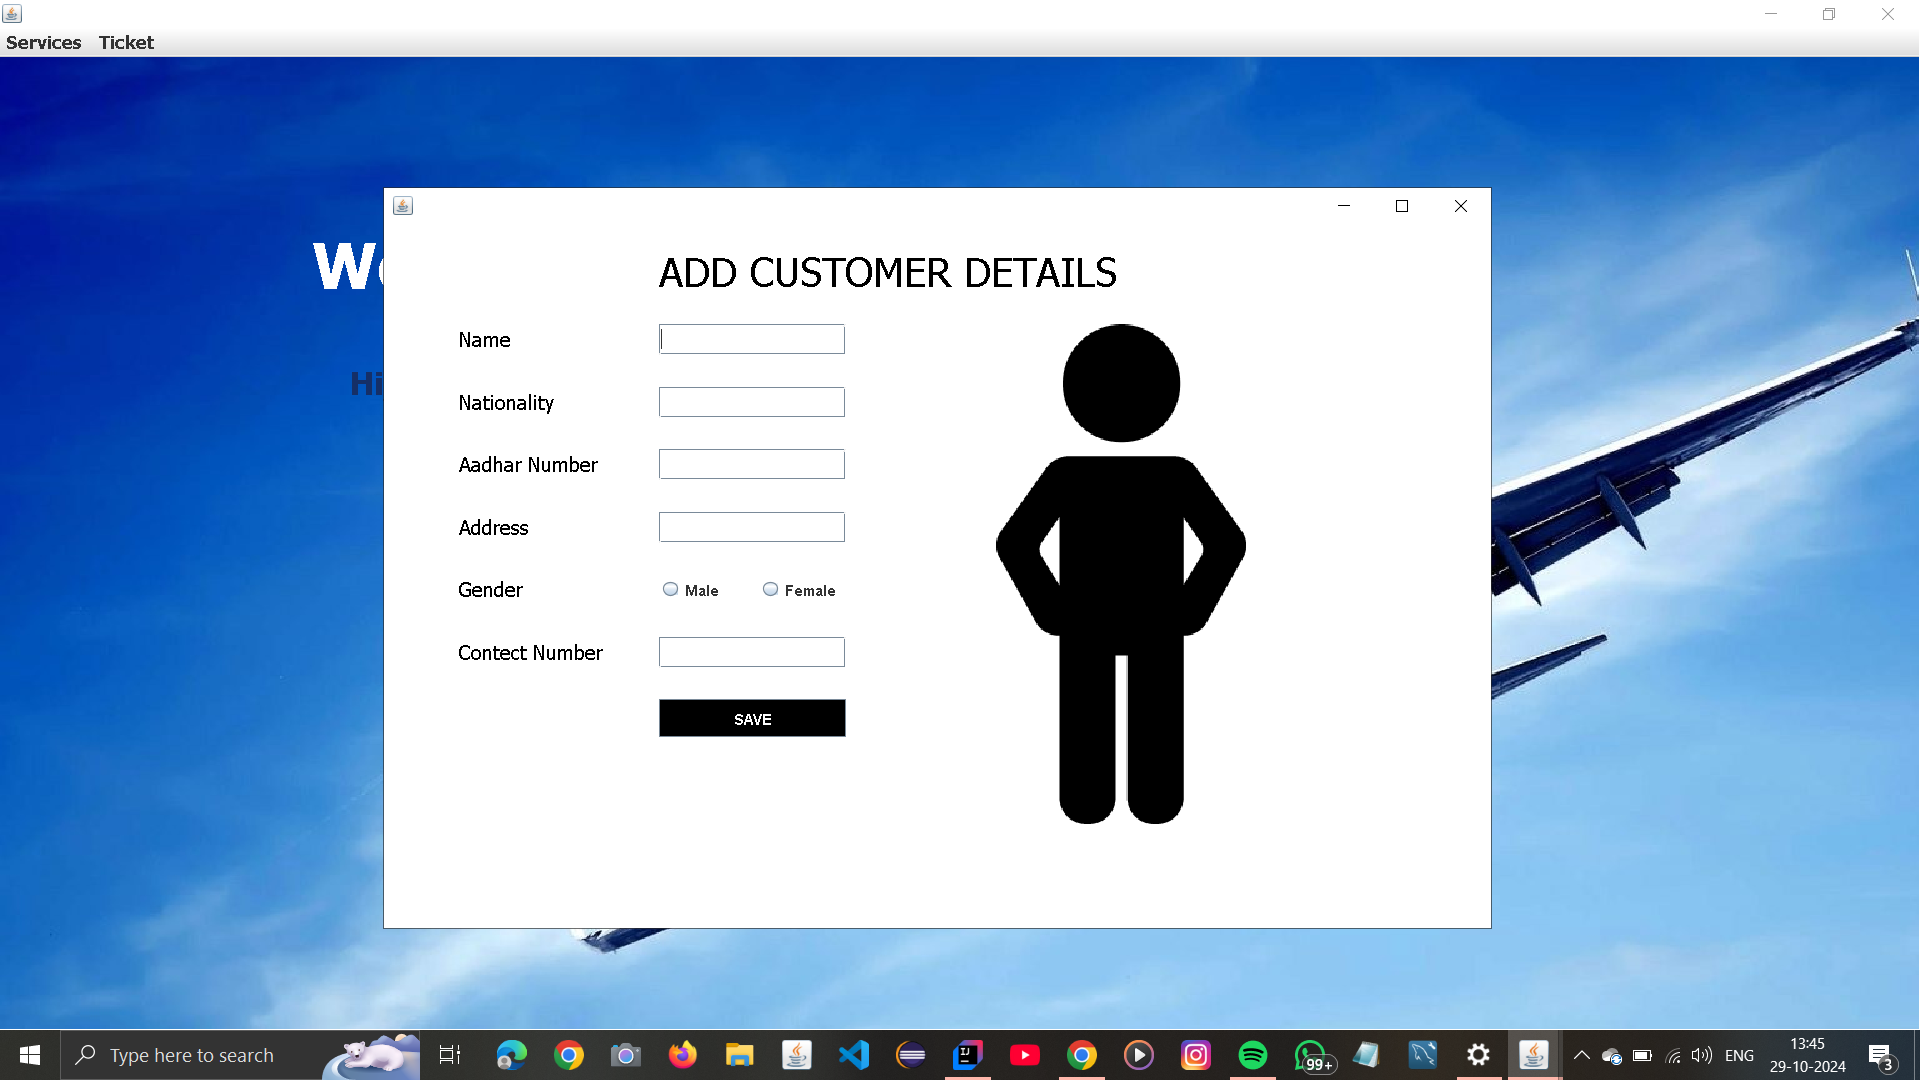 Services Ticket
ADD CUSTOMER DETAILS
Name
Nationality
Aadhar Number
Address
Gender Male Female
Contect Number
SAVE
Type here to search
99+
ENG
13:45
29-10-2024
3